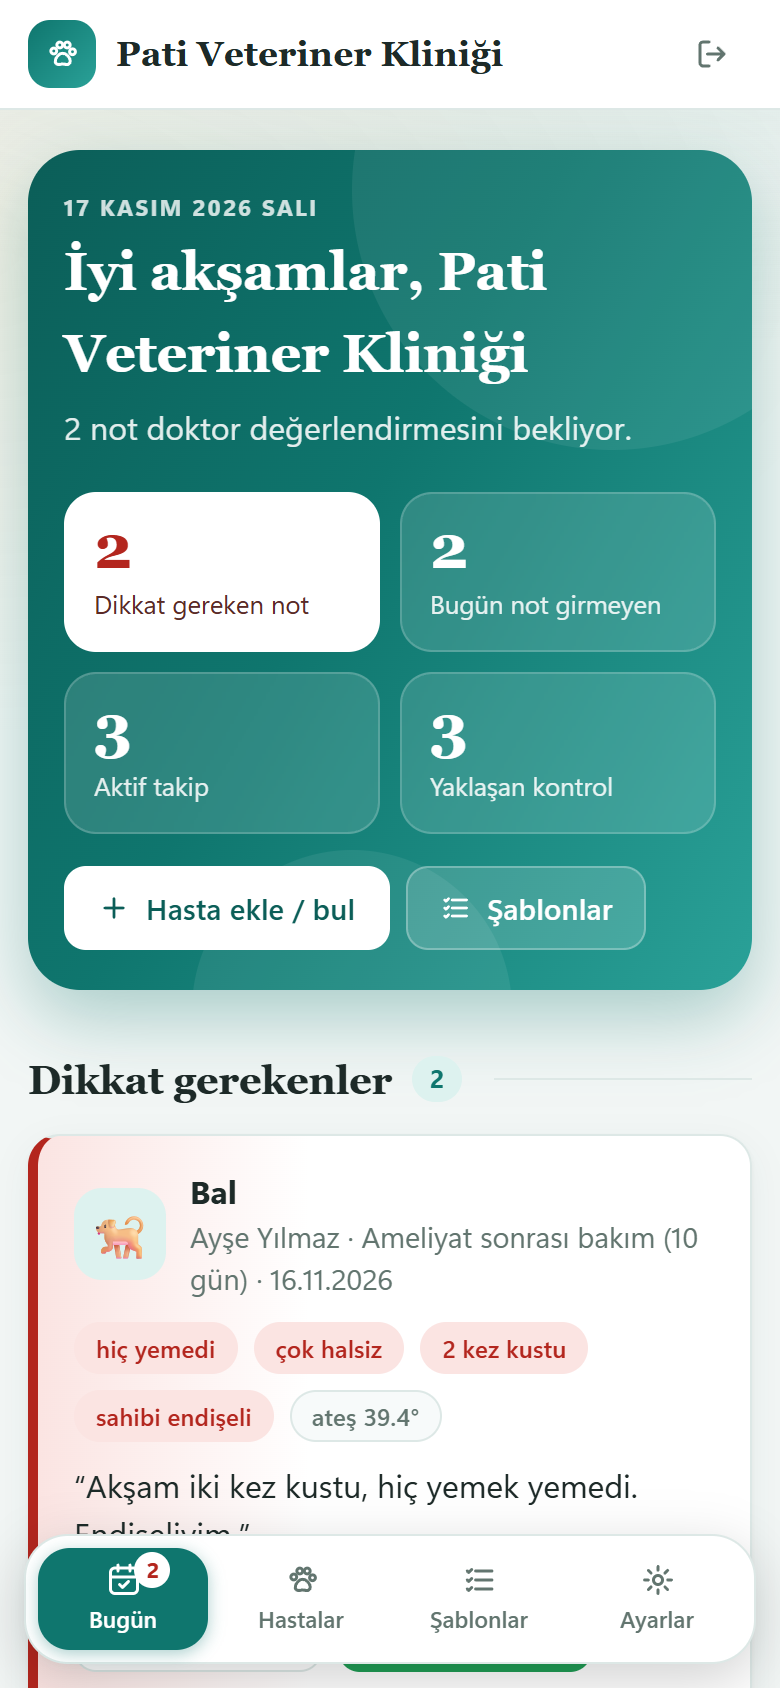 Pati Veteriner Kliniği
17 KASIM 2026 SALI
İyi akşamlar, Pati
Veteriner Kliniği
2 not doktor değerlendirmesini bekliyor.
2
Dikkat gereken not
2
Bugün not girmeyen
3
Aktif takip
3
Yaklaşan kontrol
Hasta ekle / bul
Şablonlar
Dikkat gerekenler 2
Bal
Ayşe Yılmaz · Ameliyat sonrası bakım (10
gün) · 16.11.2026
hiç yemedi çok halsiz 2 kez kustu
sahibi endişeli ateş 39.4°
“Akşam iki kez kustu, hiç yemek yemedi.
Endişeliyim.”
2
Bugün Hastalar Şablonlar Ayarlar